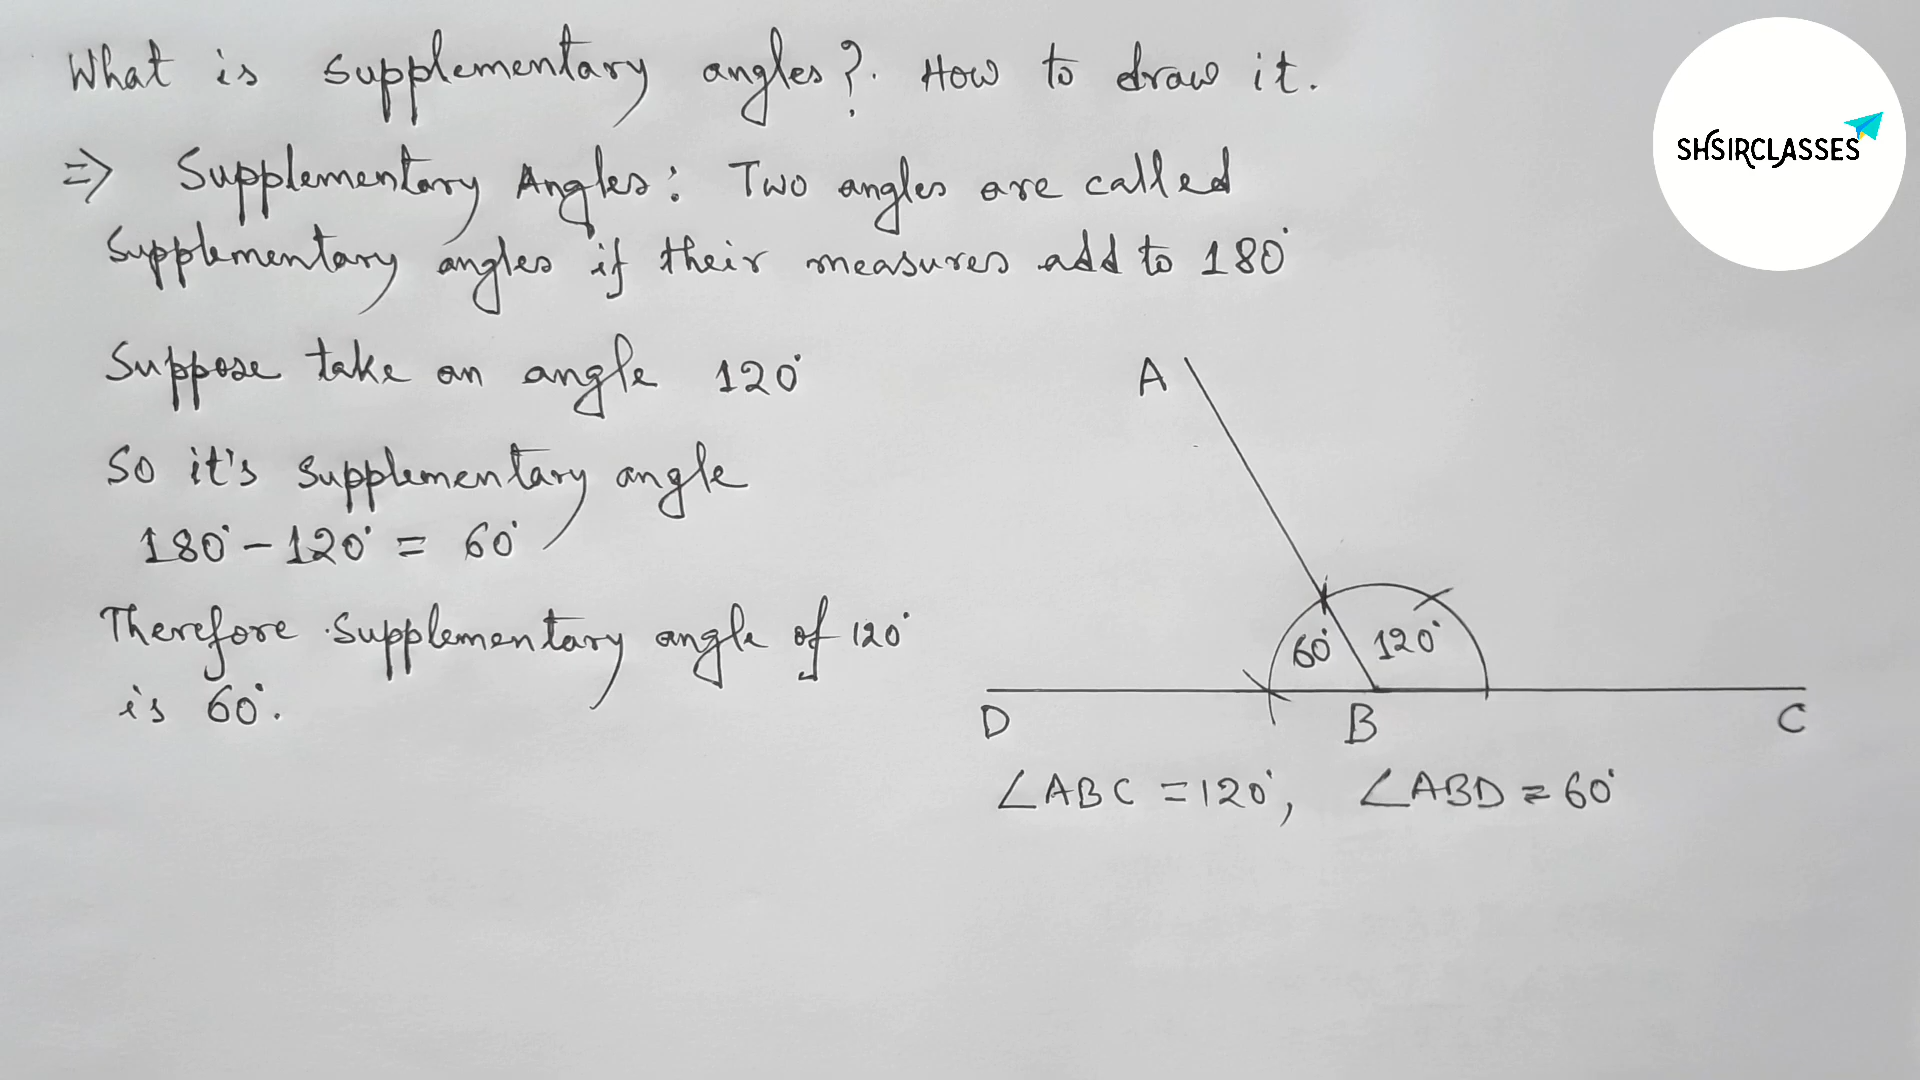 What is supplementary angles?. How to draw it.
SHSIRCLASSES
=> Supplementary Angles: Two angles are called
Supplementary angles if their measures add to 180°
Suppose take an angle 120°
So it's supplementary angle
180° - 120° = 60°
Therefore supplementary angle of 120°
is 60°.
A
60° 120°
D B C
∠ABC = 120°, ∠ABD = 60°